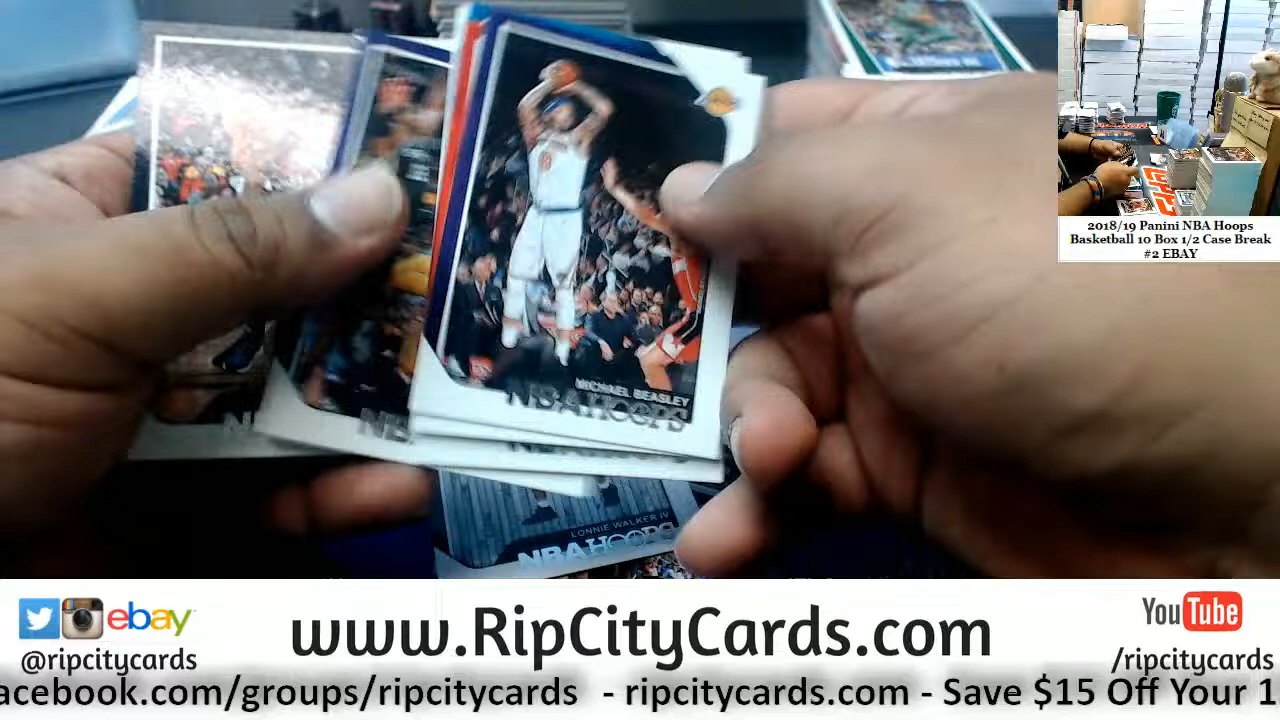 MICHAEL BEASLEY
NBA HOOPS
LONNIE WALKER IV
NBA HOOPS
2018/19 Panini NBA Hoops
Basketball 10 Box 1/2 Case Break
#2 EBAY
ebay
@ripcitycards
www.RipCityCards.com
YouTube
/ripcitycards
acebook.com/groups/ripcitycards - ripcitycards.com - Save $15 Off Your 1